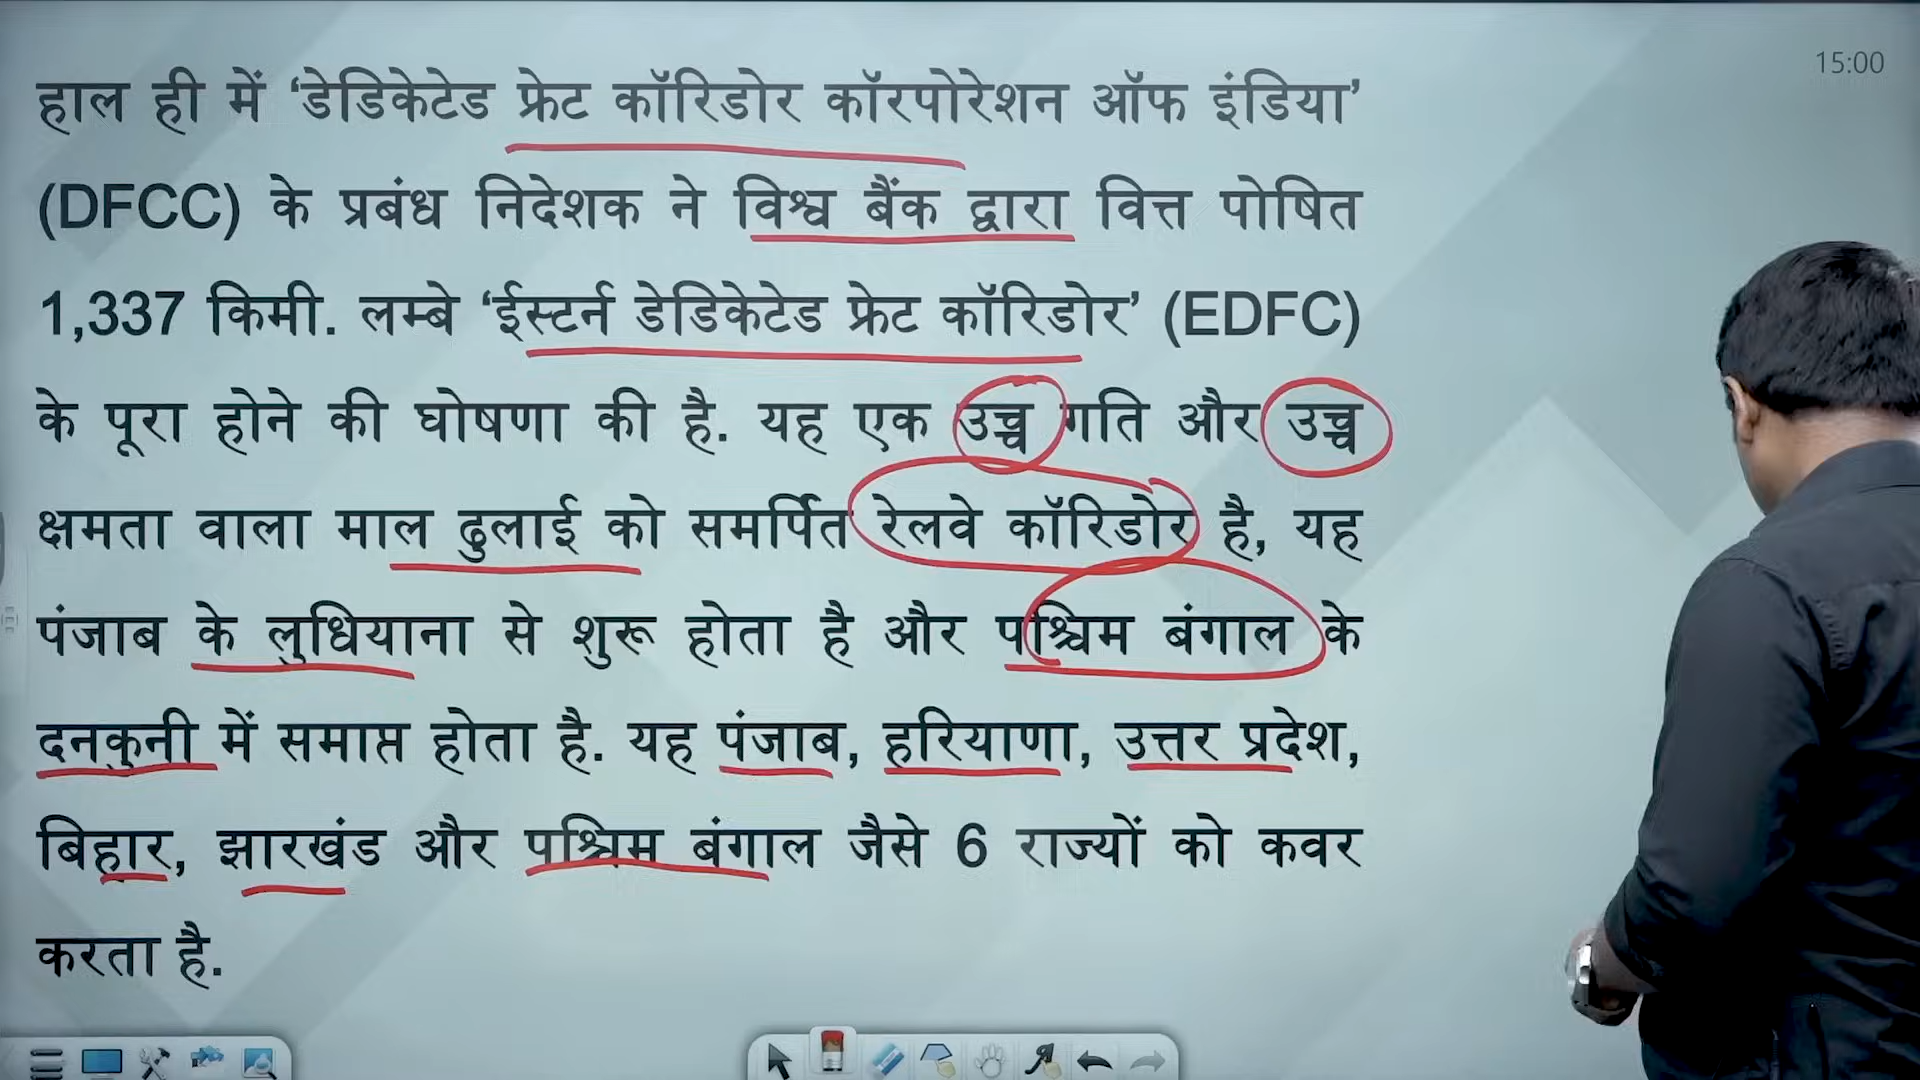 15:00
हाल ही में ‘डेडिकेटेड फ्रेट कॉरिडोर कॉरपोरेशन ऑफ इंडिया’
(DFCC) के प्रबंध निदेशक ने विश्व बैंक द्वारा वित्त पोषित
1,337 किमी. लम्बे ‘ईस्टर्न डेडिकेटेड फ्रेट कॉरिडोर’ (EDFC)
के पूरा होने की घोषणा की है. यह एक उच्च गति और उच्च
क्षमता वाला माल ढुलाई को समर्पित रेलवे कॉरिडोर है, यह
पंजाब के लुधियाना से शुरू होता है और पश्चिम बंगाल के
दनकुनी में समाप्त होता है. यह पंजाब, हरियाणा, उत्तर प्रदेश,
बिहार, झारखंड और पश्चिम बंगाल जैसे 6 राज्यों को कवर
करता है.